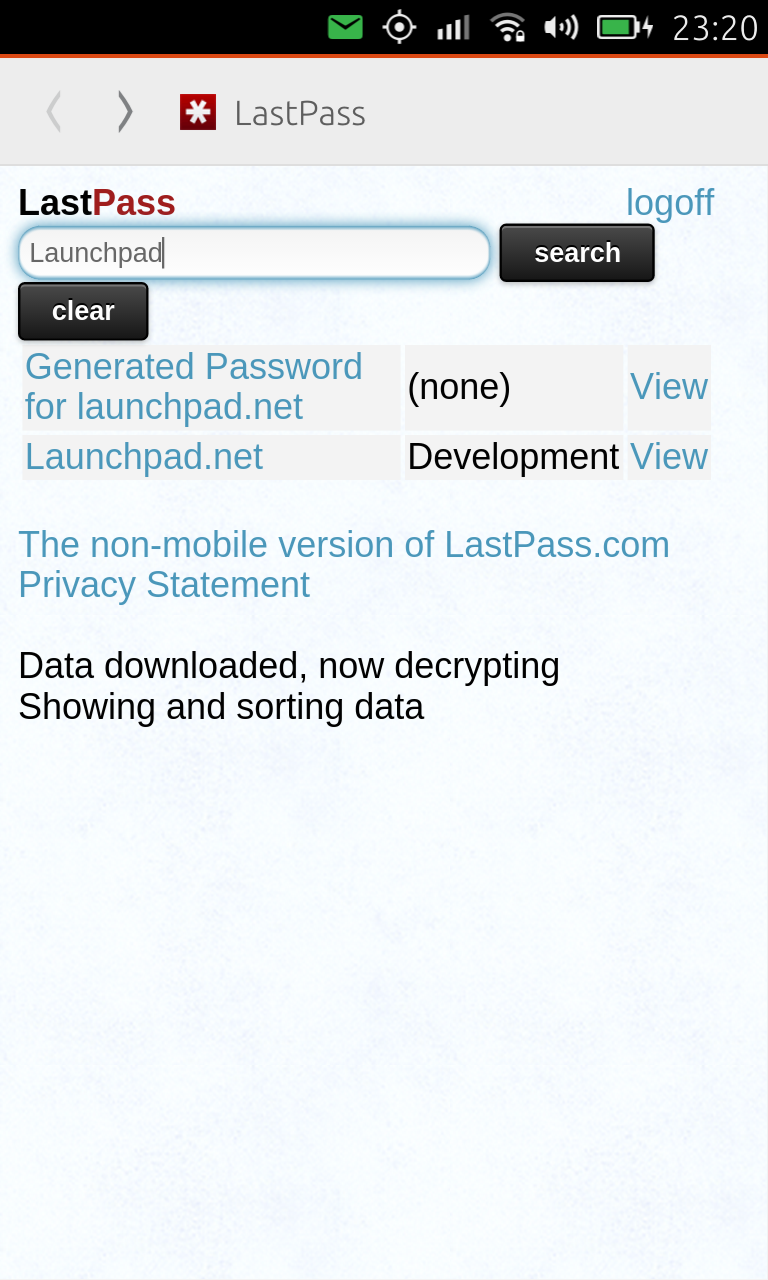 23:20
LastPass
LastPass logoff
Launchpad search
clear
Generated Password
for launchpad.net (none) View
Launchpad.net Development View
The non-mobile version of LastPass.com
Privacy Statement
Data downloaded, now decrypting
Showing and sorting data